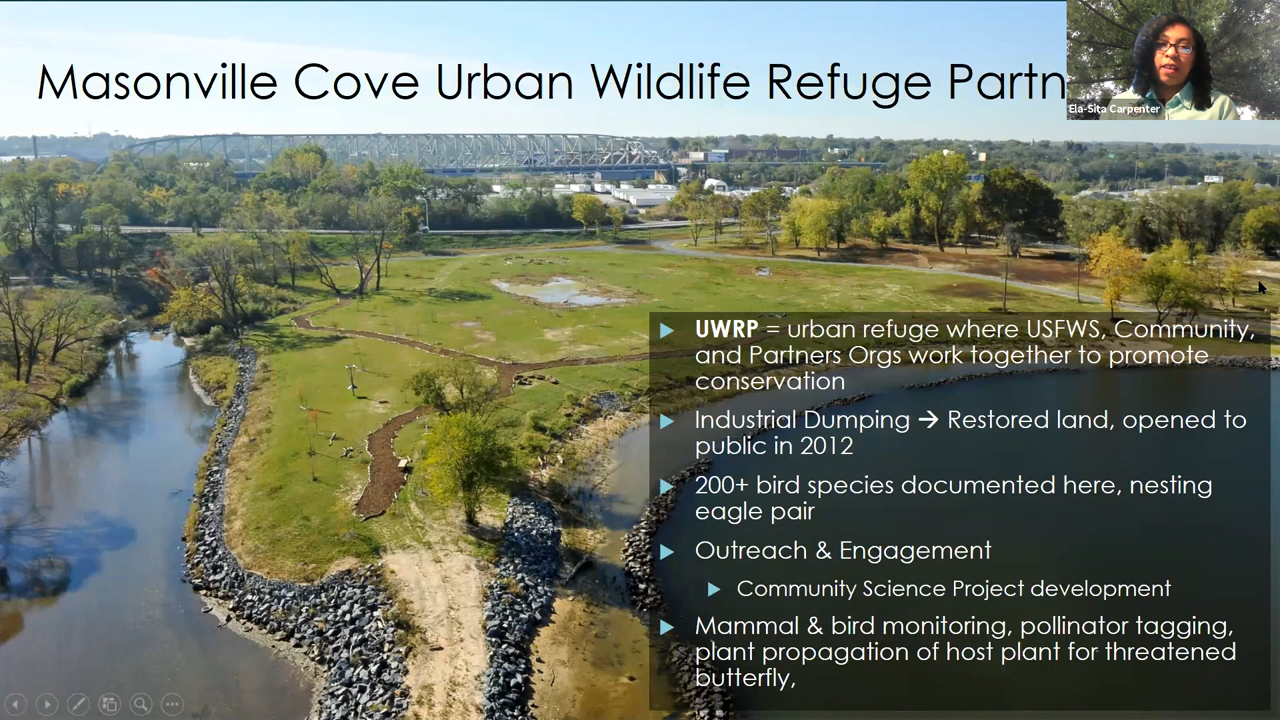 Masonville Cove Urban Wildlife Refuge Partn
Ela-Sita Carpenter
UWRP = urban refuge where USFWS, Community,
and Partners Orgs work together to promote
conservation
Industrial Dumping → Restored land, opened to
public in 2012
200+ bird species documented here, nesting
eagle pair
Outreach & Engagement
Community Science Project development
Mammal & bird monitoring, pollinator tagging,
plant propagation of host plant for threatened
butterfly,